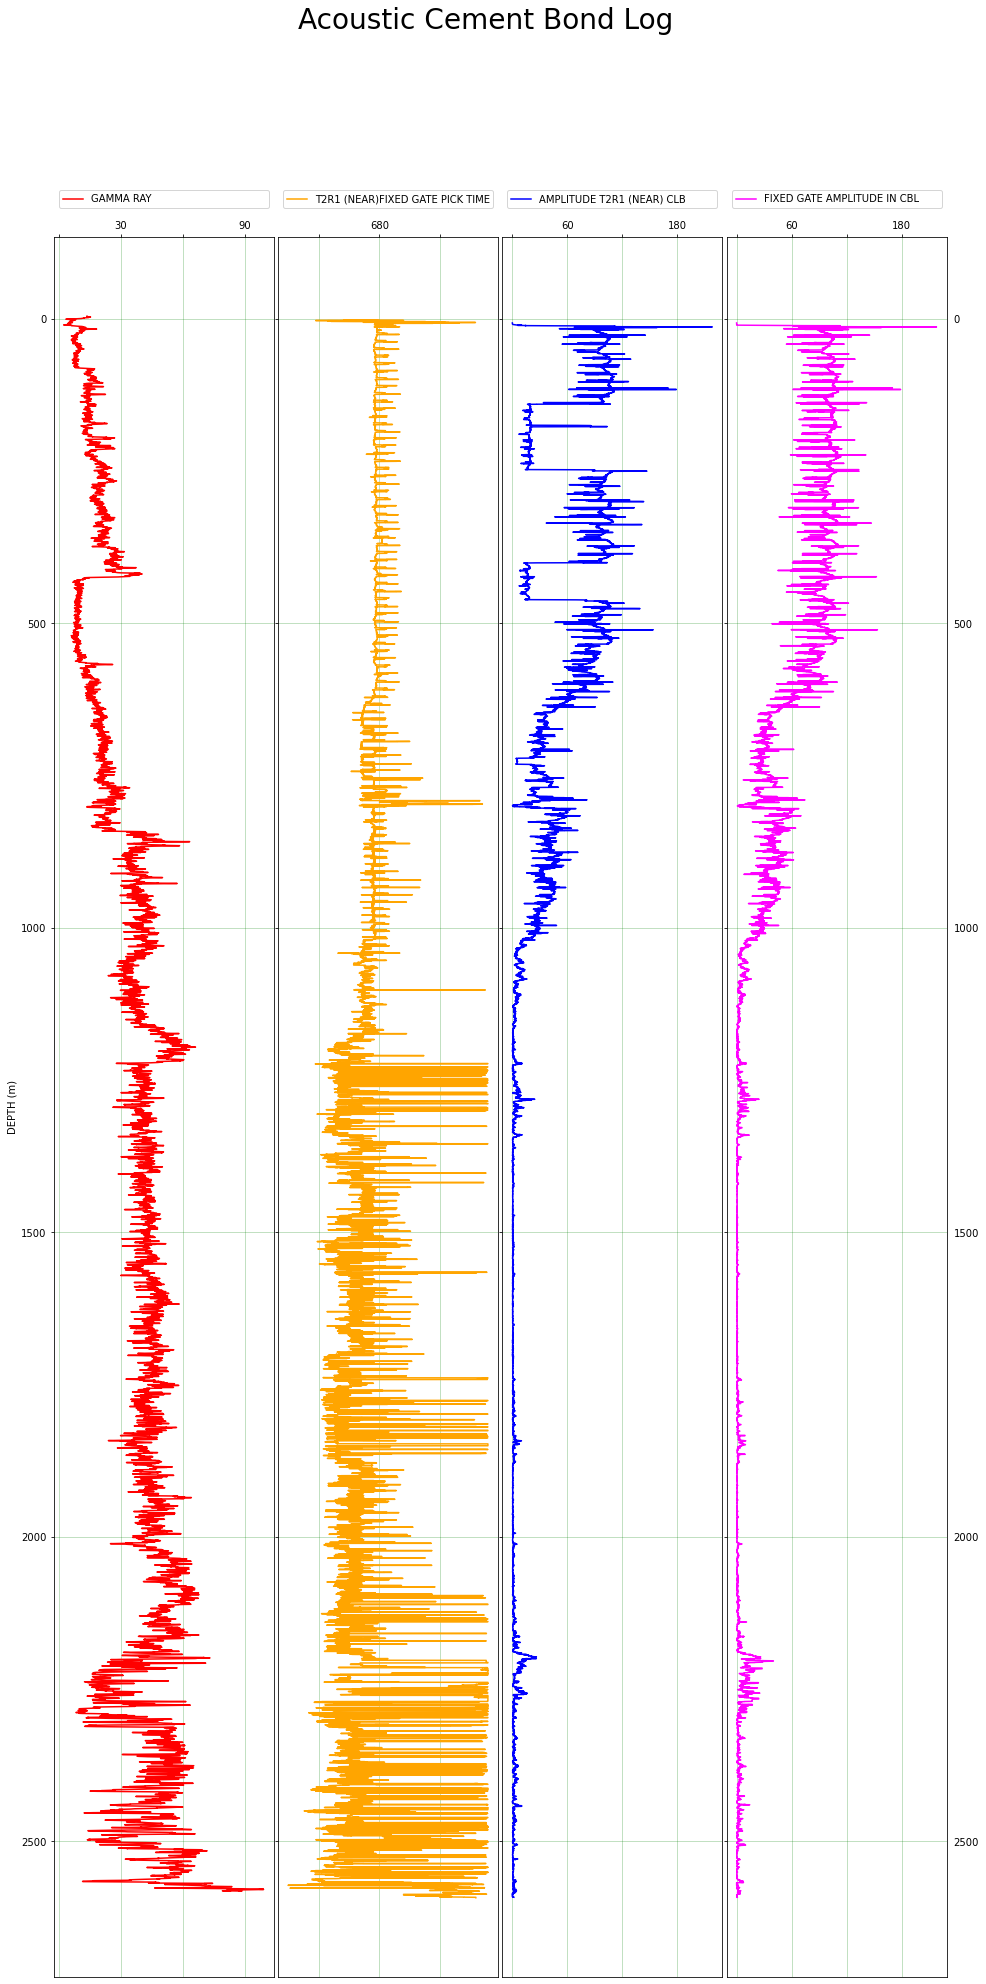 Acoustic Cement Bond Log
GAMMA RAY
T2R1 (NEAR)FIXED GATE PICK TIME
AMPLITUDE T2R1 (NEAR) CLB
FIXED GATE AMPLITUDE IN CBL
30 90
680
60 180
60 180
0 0
500 500
1000 1000
DEPTH (m)
1500 1500
2000 2000
2500 2500